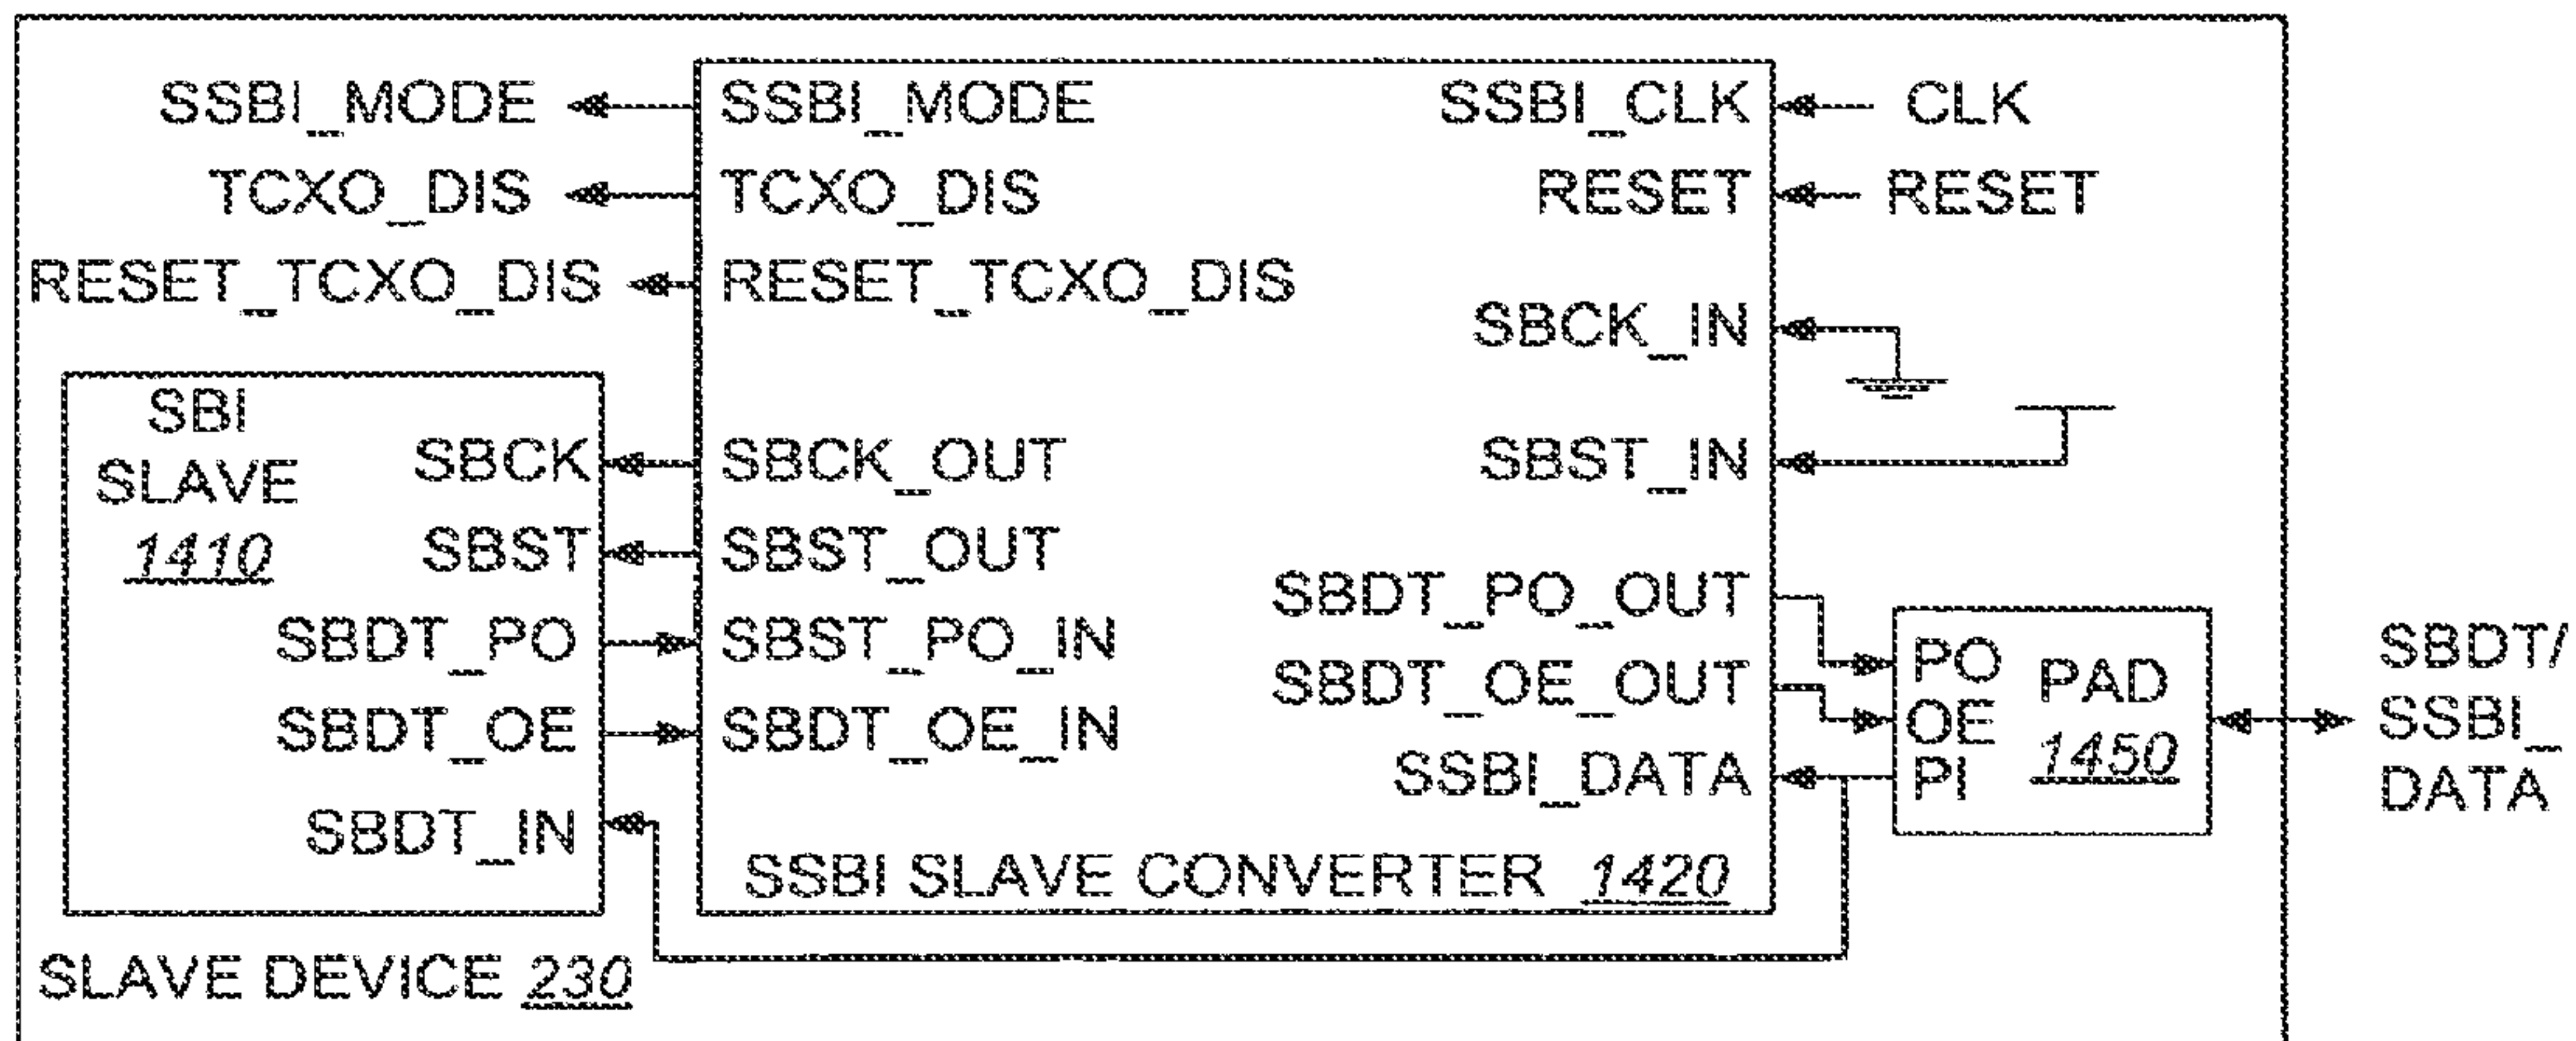 SSBI_MODE SSBI_MODE SSBI_CLK CLK
TCXO_DIS TCXO_DIS RESET RESET
RESET_TCXO_DIS RESET_TCXO_DIS
SBCK_IN
SBI
SLAVE
1410
SBCK SBCK_OUT SBST_IN
SBST SBST_OUT
SBDT_PO SBST_PO_IN SBDT_PO_OUT
SBDT_OE SBDT_OE_IN SBDT_OE_OUT
SBDT_IN SSBI_DATA
PO
OE
PI
PAD
1450
SBDT/
SSBI_
DATA
SSBI SLAVE CONVERTER 1420
SLAVE DEVICE 230